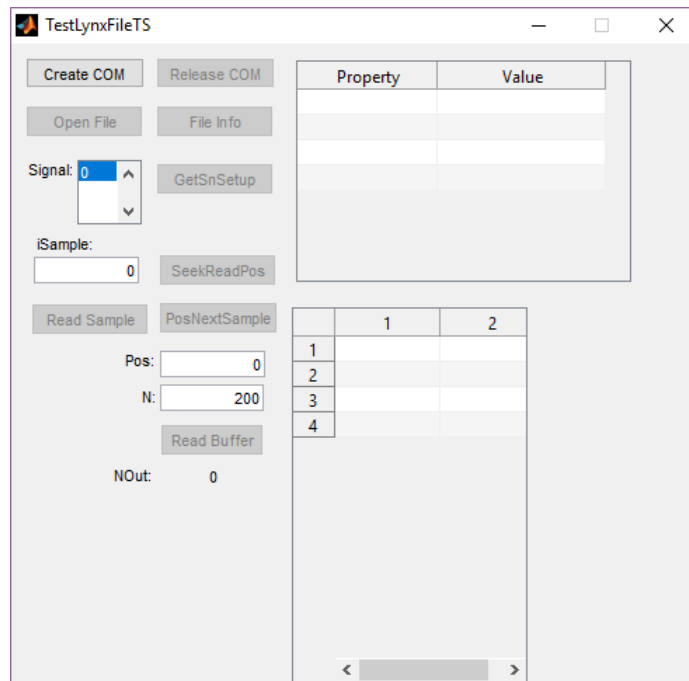 TestLynxFileTS
Create COM Release COM
Open File File Info
Signal: 0 GetSnSetup
iSample:
0 SeekReadPos
Read Sample PosNextSample
Pos: 0
N: 200
Read Buffer
NOut: 0
Property Value
1 2
1
2
3
4